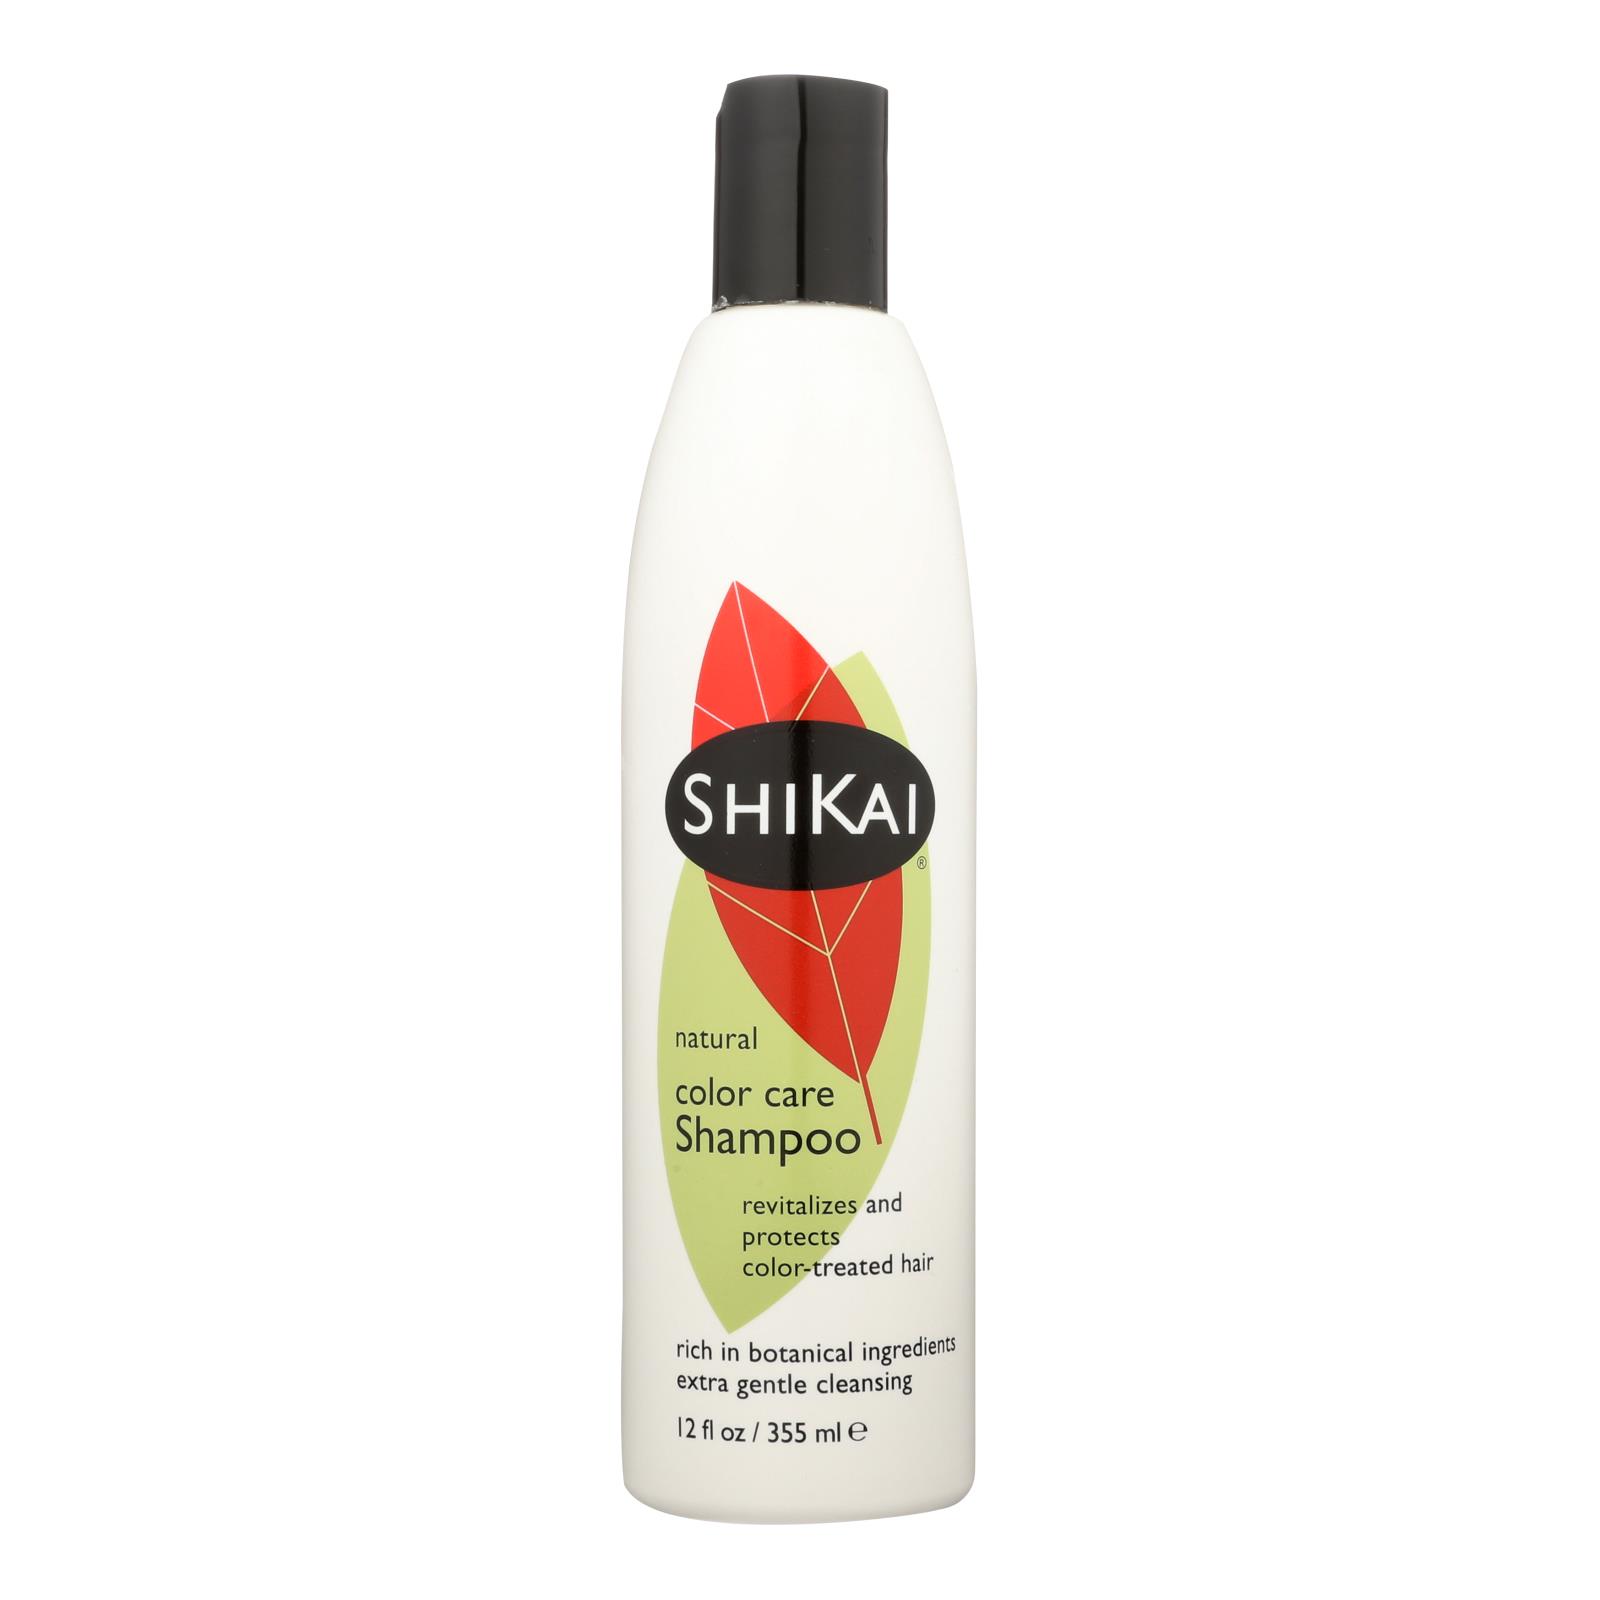 SHIKAI
®
natural
color care
Shampoo
revitalizes and
protects
color-treated hair
rich in botanical ingredients
extra gentle cleansing
12 fl oz / 355 ml ℮